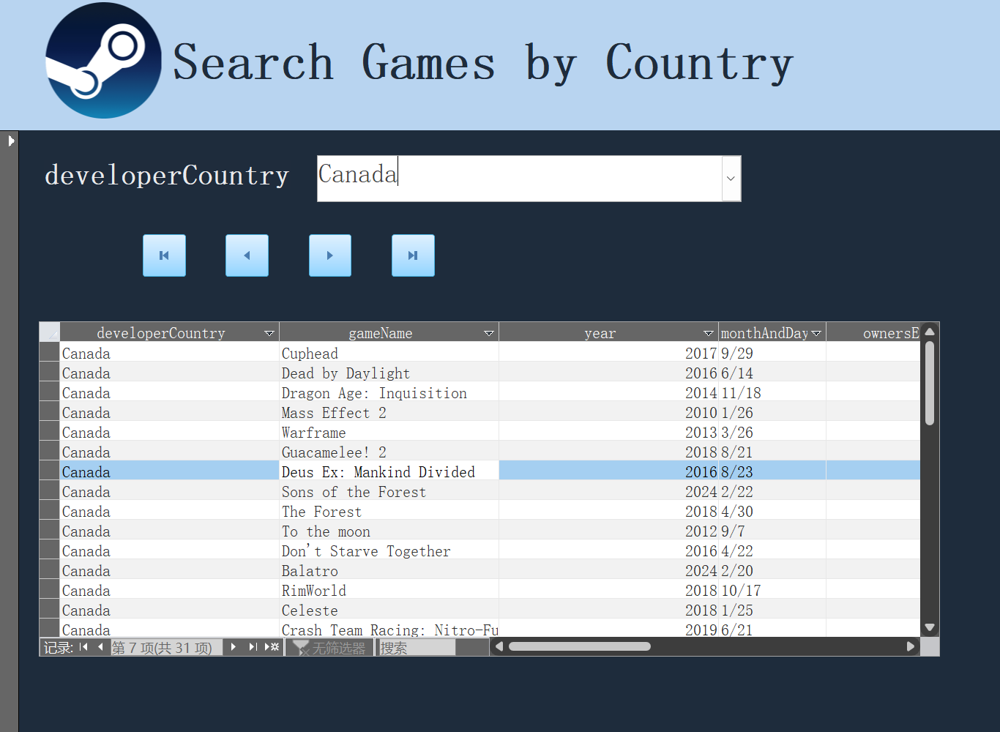 Search Games by Country
developerCountry Canada
developerCountry gameName year monthAndDay ownersE
Canada Cuphead 2017 9/29
Canada Dead by Daylight 2016 6/14
Canada Dragon Age: Inquisition 2014 11/18
Canada Mass Effect 2 2010 1/26
Canada Warframe 2013 3/26
Canada Guacamelee! 2 2018 8/21
Canada Deus Ex: Mankind Divided 2016 8/23
Canada Sons of the Forest 2024 2/22
Canada The Forest 2018 4/30
Canada To the moon 2012 9/7
Canada Don't Starve Together 2016 4/22
Canada Balatro 2024 2/20
Canada RimWorld 2018 10/17
Canada Celeste 2018 1/25
Canada Crash Team Racing: Nitro-Fu 2019 6/21
记录: 第 7 项(共 31 项) 无筛选器 搜索